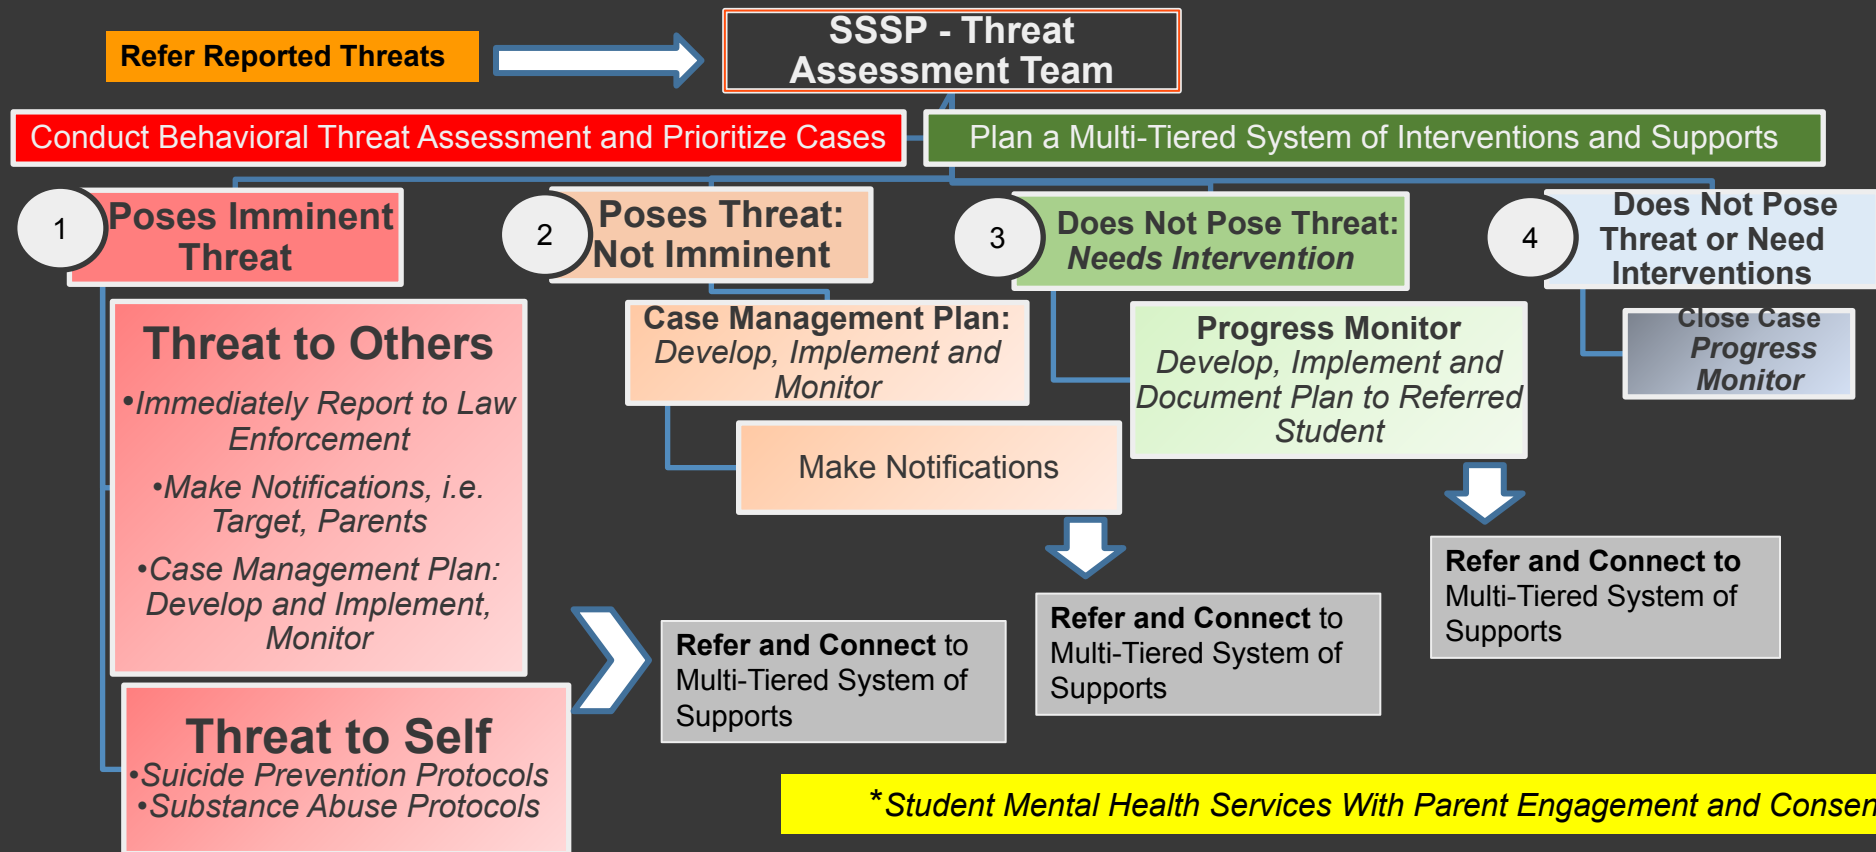 Refer Reported Threats
SSSP - Threat
Assessment Team
Conduct Behavioral Threat Assessment and Prioritize Cases
Plan a Multi-Tiered System of Interventions and Supports
1
Poses Imminent
Threat
2
Poses Threat:
Not Imminent
3
Does Not Pose Threat:
Needs Intervention
4
Does Not Pose
Threat or Need
Interventions
Threat to Others
•Immediately Report to Law
Enforcement
•Make Notifications, i.e.
Target, Parents
•Case Management Plan:
Develop and Implement,
Monitor
Threat to Self
•Suicide Prevention Protocols
•Substance Abuse Protocols
Refer and Connect to
Multi-Tiered System of
Supports
Case Management Plan:
Develop, Implement and
Monitor
Make Notifications
Refer and Connect to
Multi-Tiered System of
Supports
Progress Monitor
Develop, Implement and
Document Plan to Referred
Student
Refer and Connect to
Multi-Tiered System of
Supports
Close Case
Progress
Monitor
*Student Mental Health Services With Parent Engagement and Consen